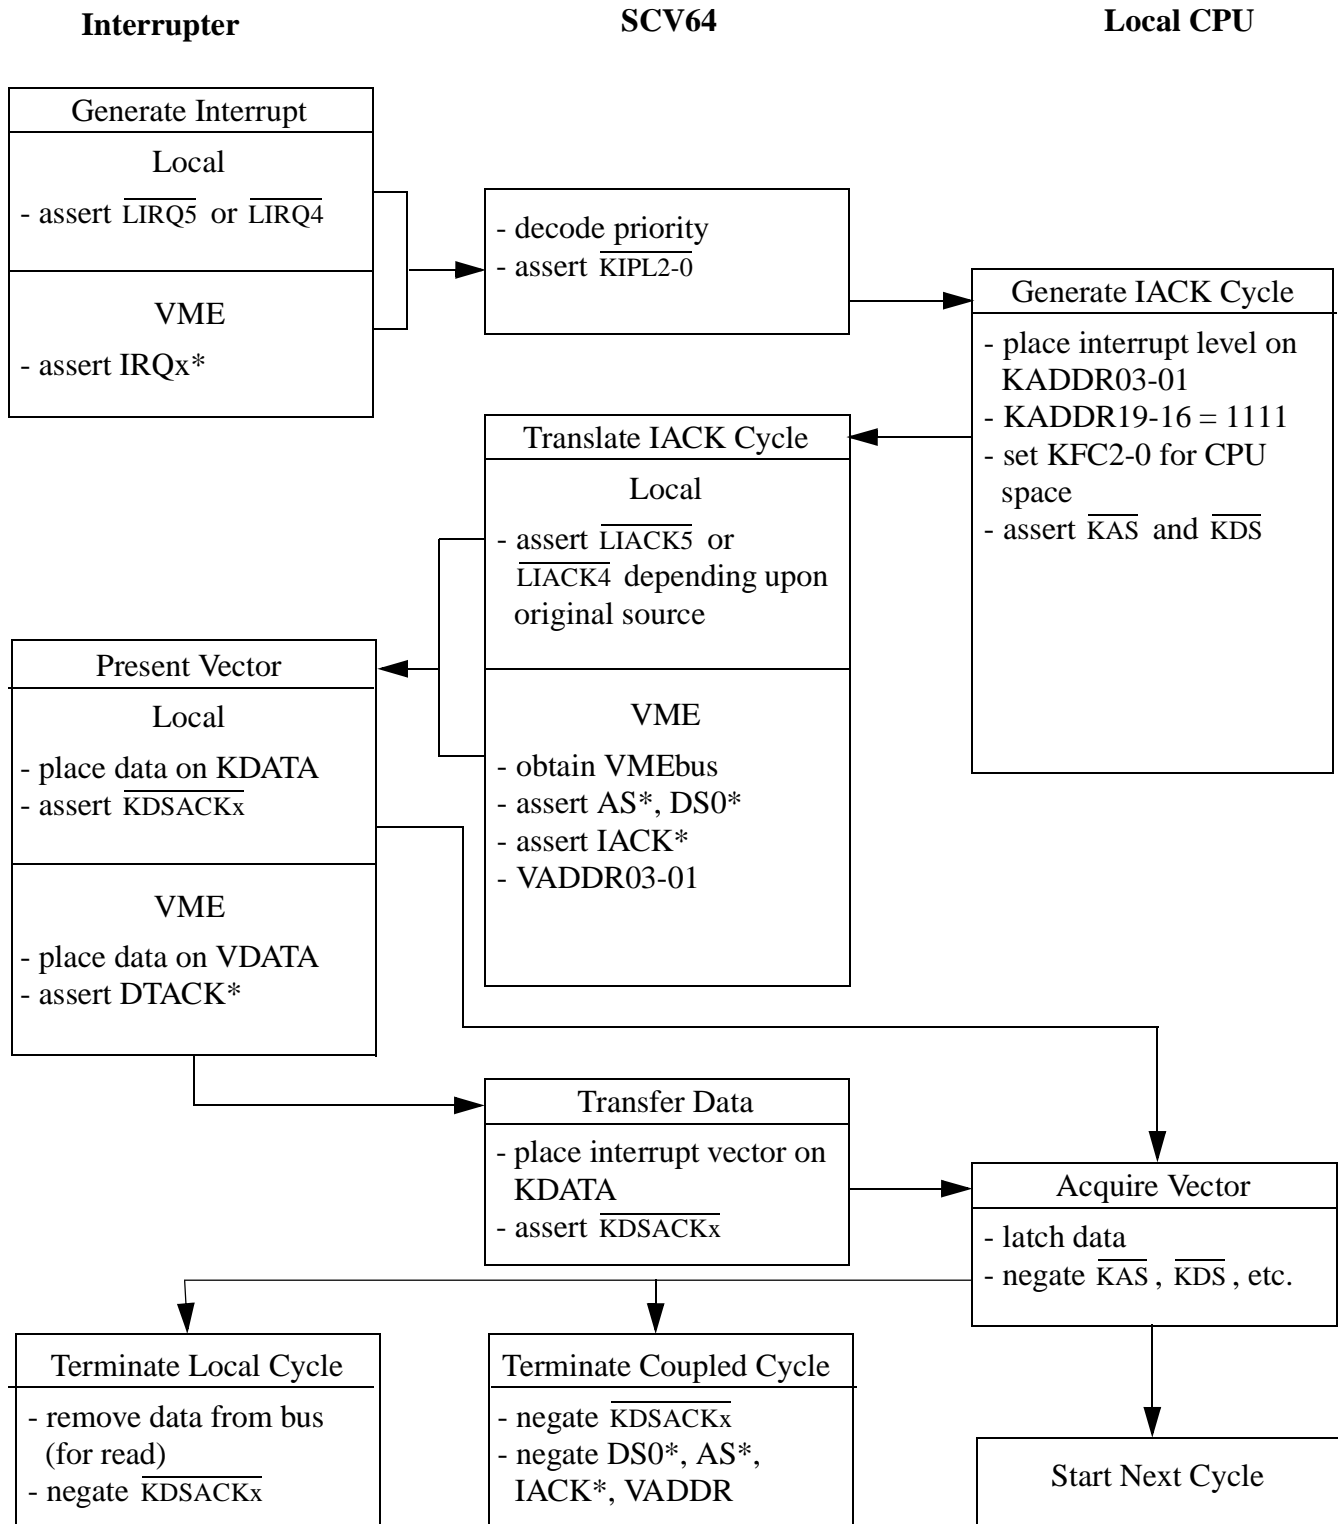 Interrupter
SCV64
Local CPU
Generate Interrupt
Local
- assert LIRQ5 or LIRQ4
VME
- assert IRQx*
- decode priority
- assert KIPL2-0
Generate IACK Cycle
- place interrupt level on
KADDR03-01
- KADDR19-16 = 1111
- set KFC2-0 for CPU
space
- assert KAS and KDS
Translate IACK Cycle
Local
- assert LIACK5 or
LIACK4 depending upon
original source
VME
- obtain VMEbus
- assert AS*, DS0*
- assert IACK*
- VADDR03-01
Present Vector
Local
- place data on KDATA
- assert KDSACKx
VME
- place data on VDATA
- assert DTACK*
Transfer Data
- place interrupt vector on
KDATA
- assert KDSACKx
Acquire Vector
- latch data
- negate KAS , KDS , etc.
Terminate Local Cycle
- remove data from bus
(for read)
- negate KDSACKx
Terminate Coupled Cycle
- negate KDSACKx
- negate DS0*, AS*,
IACK*, VADDR
Start Next Cycle